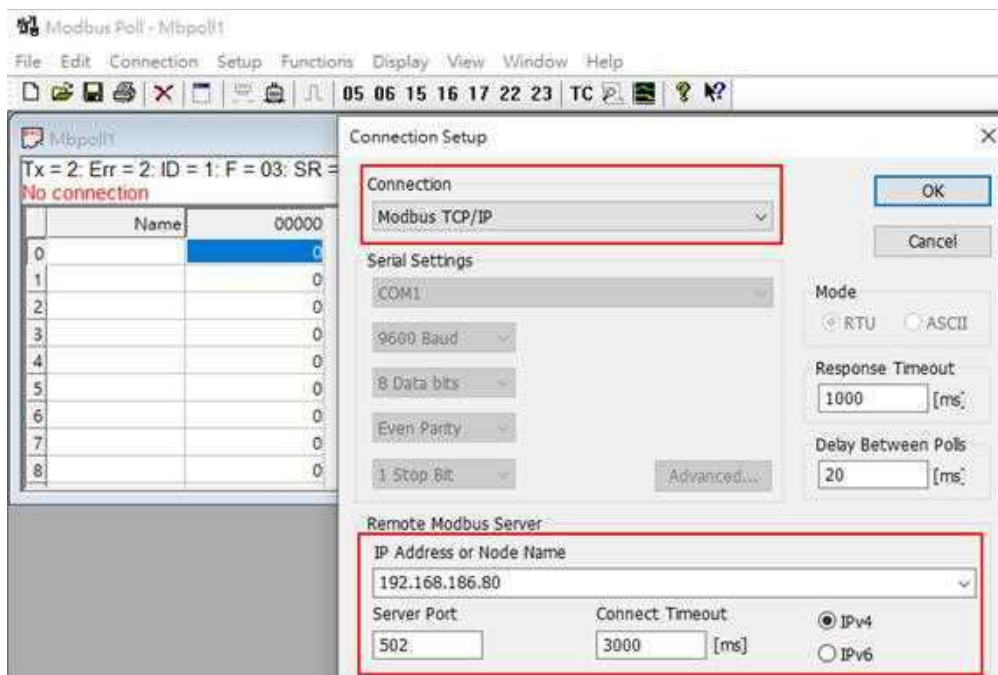 Modbus Poll - Mbpoll1
File Edit Connection Setup Functions Display View Window Help
05 06 15 16 17 22 23 TC
Mbpoll1
Tx = 2: Err = 2: ID = 1: F = 03: SR =
No connection
Name 00000
0 0
1 0
2 0
3 0
4 0
5 0
6 0
7 0
8 0
Connection Setup
Connection
Modbus TCP/IP
OK
Cancel
Serial Settings
COM1
9600 Baud
8 Data bits
Even Parity
1 Stop Bit
Advanced...
Mode
RTU ASCII
Response Timeout
1000 [ms]
Delay Between Polls
20 [ms]
Remote Modbus Server
IP Address or Node Name
192.168.186.80
Server Port Connect Timeout
502 3000 [ms]
IPv4
IPv6